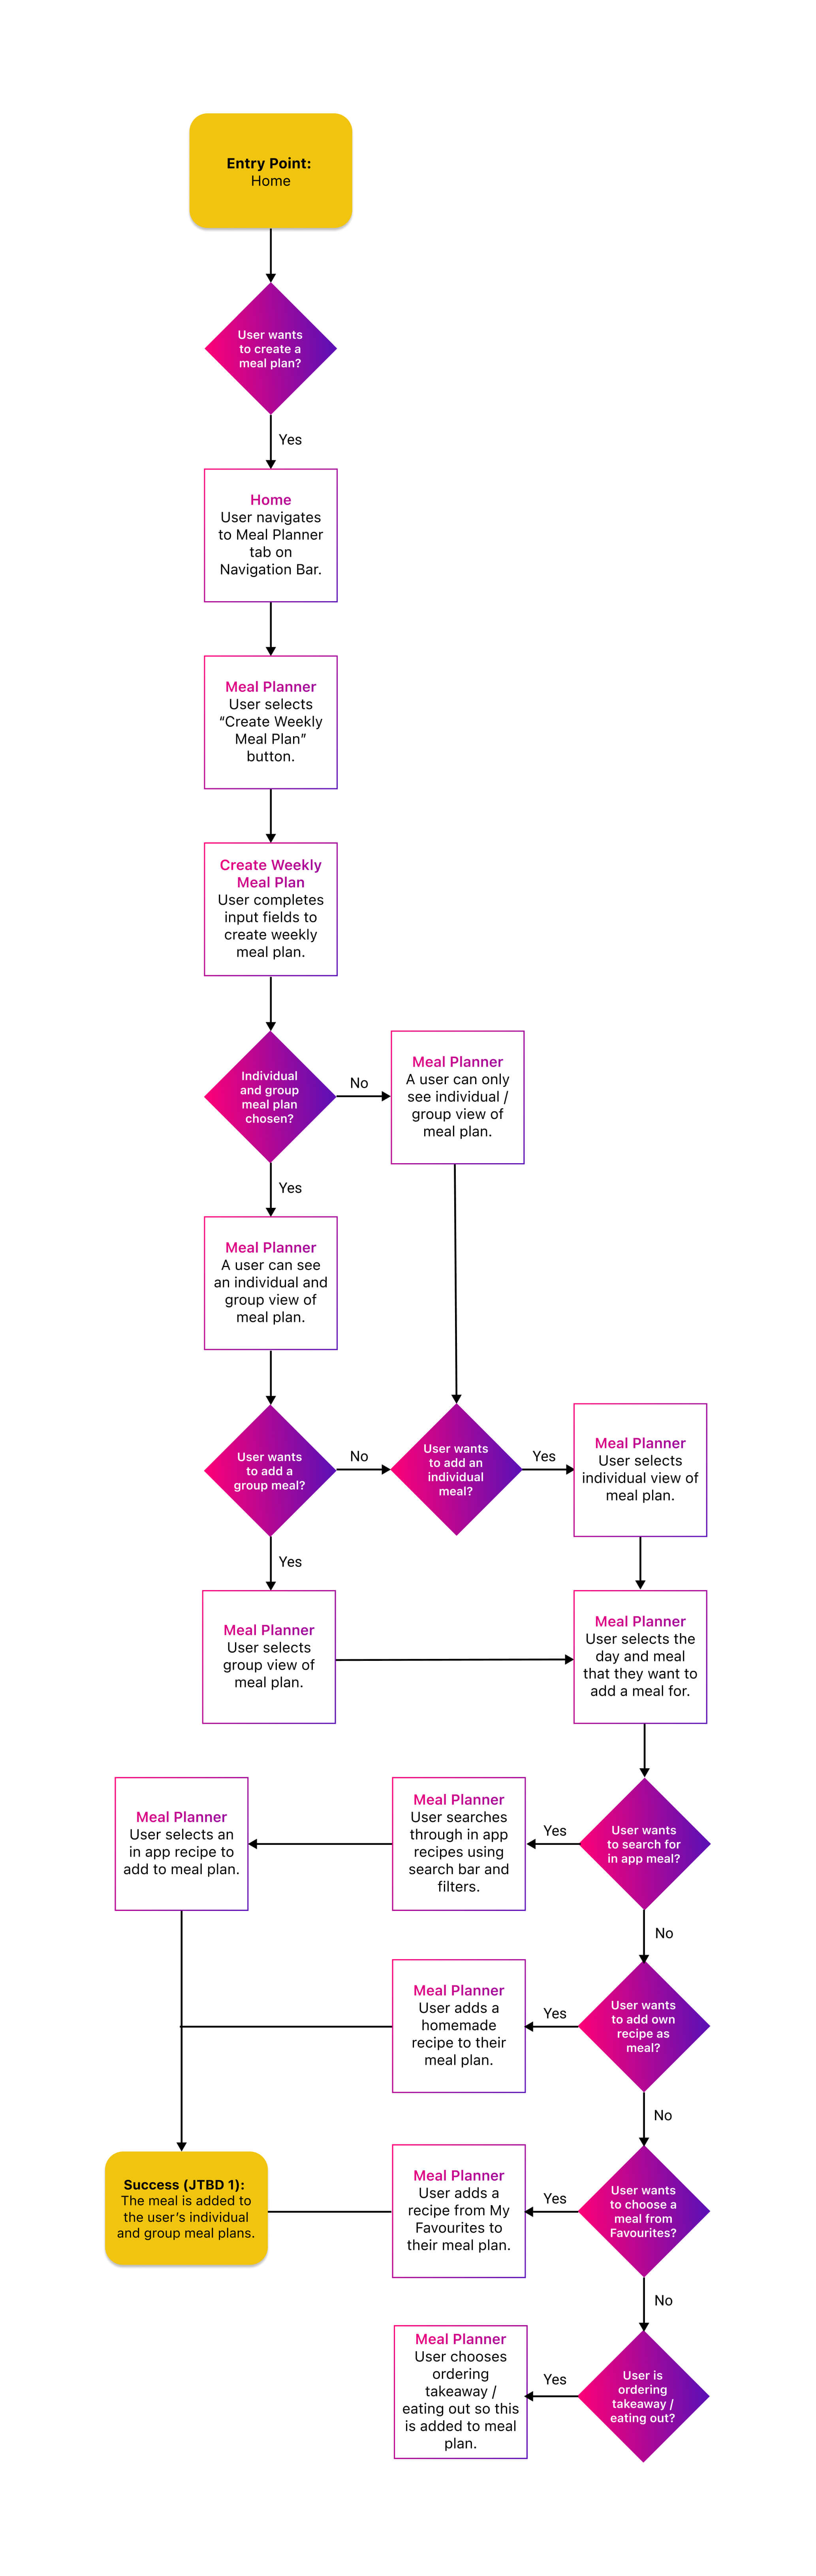 Entry Point:
Home
User wants
to create a
meal plan?
Yes
Home
User navigates
to Meal Planner
tab on
Navigation Bar.
Meal Planner
User selects
“Create Weekly
Meal Plan”
button.
Create Weekly
Meal Plan
User completes
input fields to
create weekly
meal plan.
Individual
and group
meal plan
chosen?
No
Meal Planner
A user can only
see individual /
group view of
meal plan.
Yes
Meal Planner
A user can see
an individual and
group view of
meal plan.
User wants
to add a
group meal?
No
User wants
to add an
individual
meal?
Yes
Meal Planner
User selects
individual view of
meal plan.
Yes
Meal Planner
User selects
group view of
meal plan.
Meal Planner
User selects the
day and meal
that they want to
add a meal for.
User wants
to search for
in app meal?
Yes
Meal Planner
User searches
through in app
recipes using
search bar and
filters.
Meal Planner
User selects an
in app recipe to
add to meal plan.
No
User wants
to add own
recipe as
meal?
Yes
Meal Planner
User adds a
homemade
recipe to their
meal plan.
No
User wants
to choose a
meal from
Favourites?
Yes
Meal Planner
User adds a
recipe from My
Favourites to
their meal plan.
Success (JTBD 1):
The meal is added to
the user’s individual
and group meal plans.
No
User is
ordering
takeaway /
eating out?
Yes
Meal Planner
User chooses
ordering
takeaway /
eating out so this
is added to meal
plan.